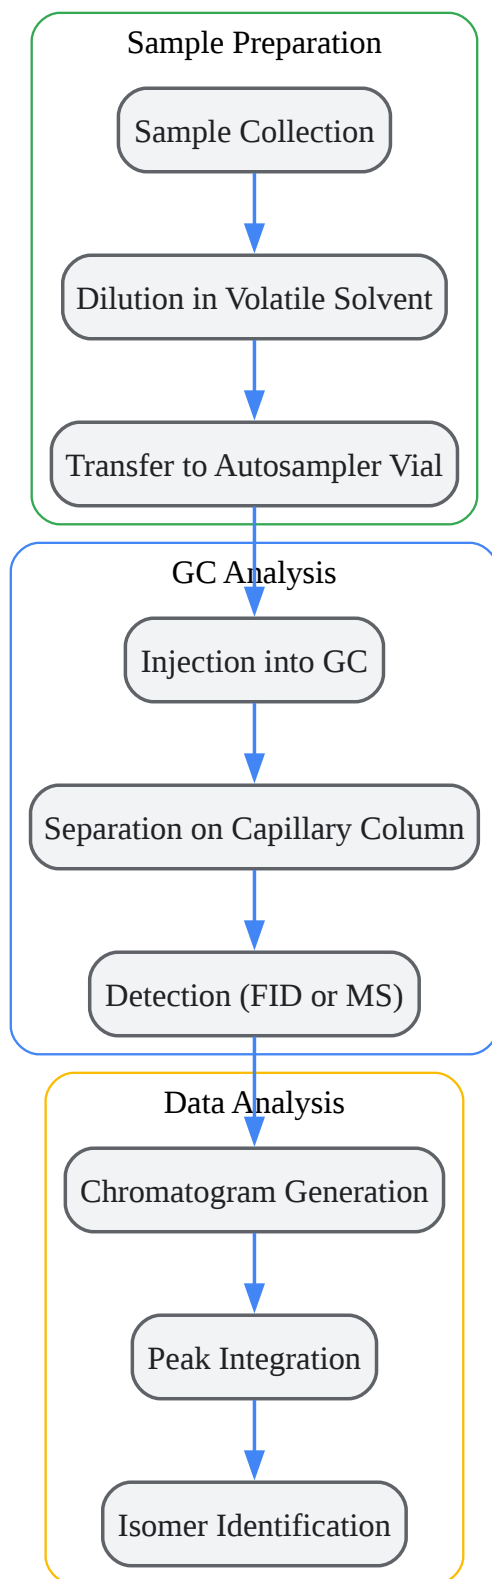 Sample Preparation
Sample Collection
Dilution in Volatile Solvent
Transfer to Autosampler Vial
GC Analysis
Injection into GC
Separation on Capillary Column
Detection (FID or MS)
Data Analysis
Chromatogram Generation
Peak Integration
Isomer Identification